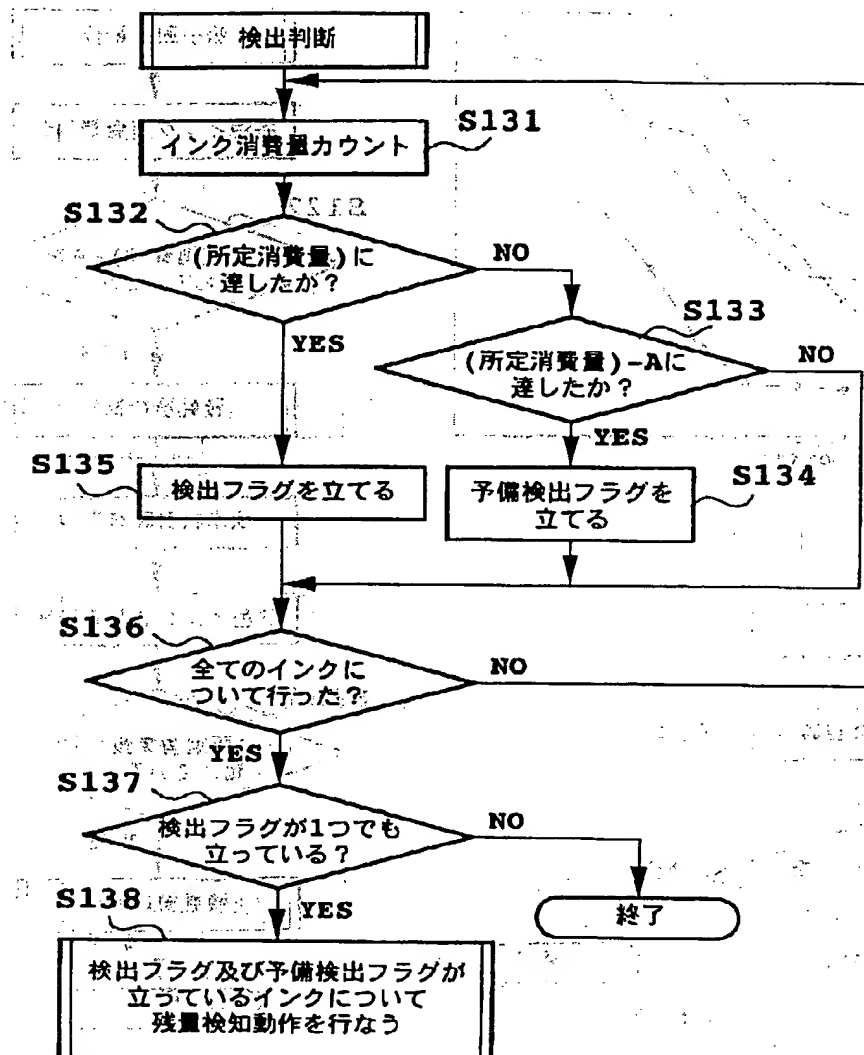 検出判断
S131
インク消費量カウント
S132
(所定消費量)に
達したか？
NO
YES
S133
(所定消費量)-Aに
達したか？
NO
YES
S135
検出フラグを立てる
S134
予備検出フラグを
立てる
S136
全てのインクに
ついて行った？
NO
YES
S137
検出フラグが1つでも
立っている？
NO
YES
終了
S138
検出フラグ及び予備検出フラグが
立っているインクについて
残量検知動作を行なう